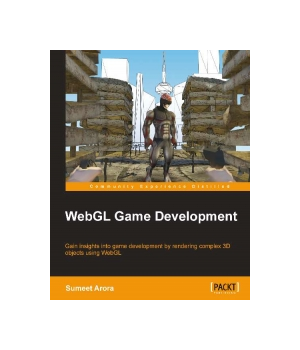 Community Experience Distilled
WebGL Game Development
Gain insights into game development by rendering complex 3D
objects using WebGL
Sumeet Arora
PACKT
PUBLISHING